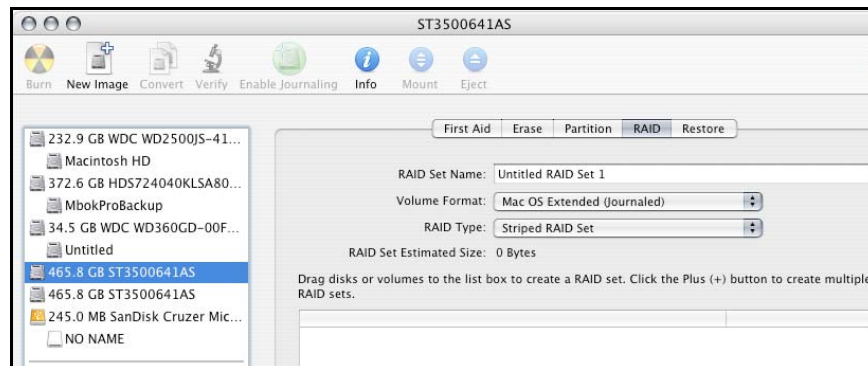 ST3500641AS
Burn New Image Convert Verify Enable Journaling Info Mount Eject
232.9 GB WDC WD2500JS-41...
Macintosh HD
372.6 GB HDS724040KLSA80...
MbokProBackup
34.5 GB WDC WD360GD-00F...
Untitled
465.8 GB ST3500641AS
465.8 GB ST3500641AS
245.0 MB SanDisk Cruzer Mic...
NO NAME
First Aid Erase Partition RAID Restore
RAID Set Name: Untitled RAID Set 1
Volume Format: Mac OS Extended (Journaled)
RAID Type: Striped RAID Set
RAID Set Estimated Size: 0 Bytes
Drag disks or volumes to the list box to create a RAID set. Click the Plus (+) button to create multiple
RAID sets.